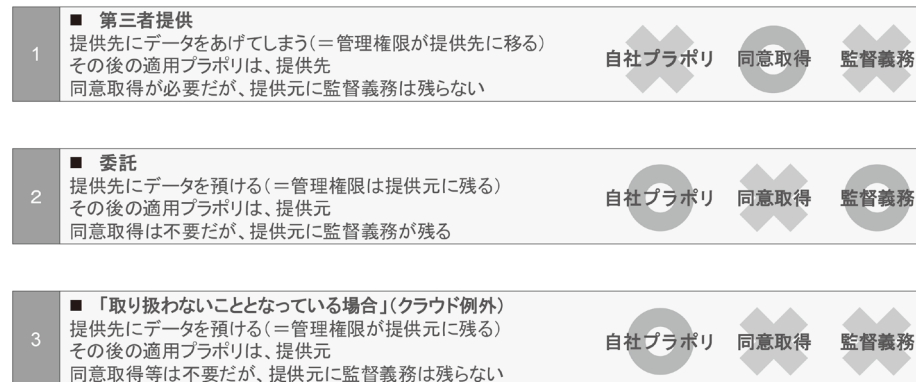 1
■ 第三者提供
提供先にデータをあげてしまう(=管理権限が提供先に移る)
その後の適用プラポリは、提供先
同意取得が必要だが、提供元に監督義務は残らない
自社プラポリ 同意取得 監督義務
2
■ 委託
提供先にデータを預ける(=管理権限は提供元に残る)
その後の適用プラポリは、提供元
同意取得は不要だが、提供元に監督義務が残る
自社プラポリ 同意取得 監督義務
3
■ 「取り扱わないこととなっている場合」(クラウド例外)
提供先にデータを預ける(=管理権限が提供元に残る)
その後の適用プラポリは、提供元
同意取得等は不要だが、提供元に監督義務は残らない
自社プラポリ 同意取得 監督義務